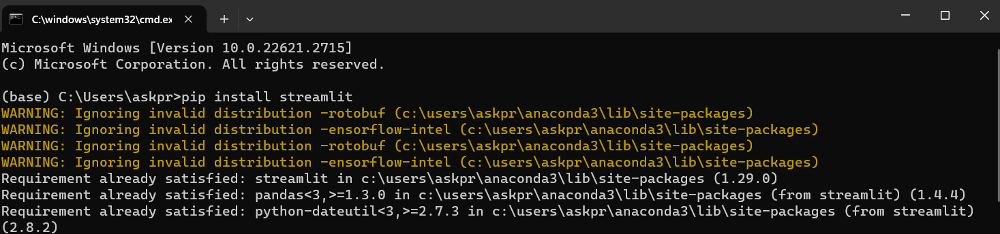 C:\windows\system32\cmd.ex
Microsoft Windows [Version 10.0.22621.2715]
(c) Microsoft Corporation. All rights reserved.
(base) C:\Users\askpr>pip install streamlit
WARNING: Ignoring invalid distribution -rotobuf (c:\users\askpr\anaconda3\lib\site-packages)
WARNING: Ignoring invalid distribution -ensorflow-intel (c:\users\askpr\anaconda3\lib\site-packages)
WARNING: Ignoring invalid distribution -rotobuf (c:\users\askpr\anaconda3\lib\site-packages)
WARNING: Ignoring invalid distribution -ensorflow-intel (c:\users\askpr\anaconda3\lib\site-packages)
Requirement already satisfied: streamlit in c:\users\askpr\anaconda3\lib\site-packages (1.29.0)
Requirement already satisfied: pandas<3,>=1.3.0 in c:\users\askpr\anaconda3\lib\site-packages (from streamlit) (1.4.4)
Requirement already satisfied: python-dateutil<3,>=2.7.3 in c:\users\askpr\anaconda3\lib\site-packages (from streamlit)
(2.8.2)